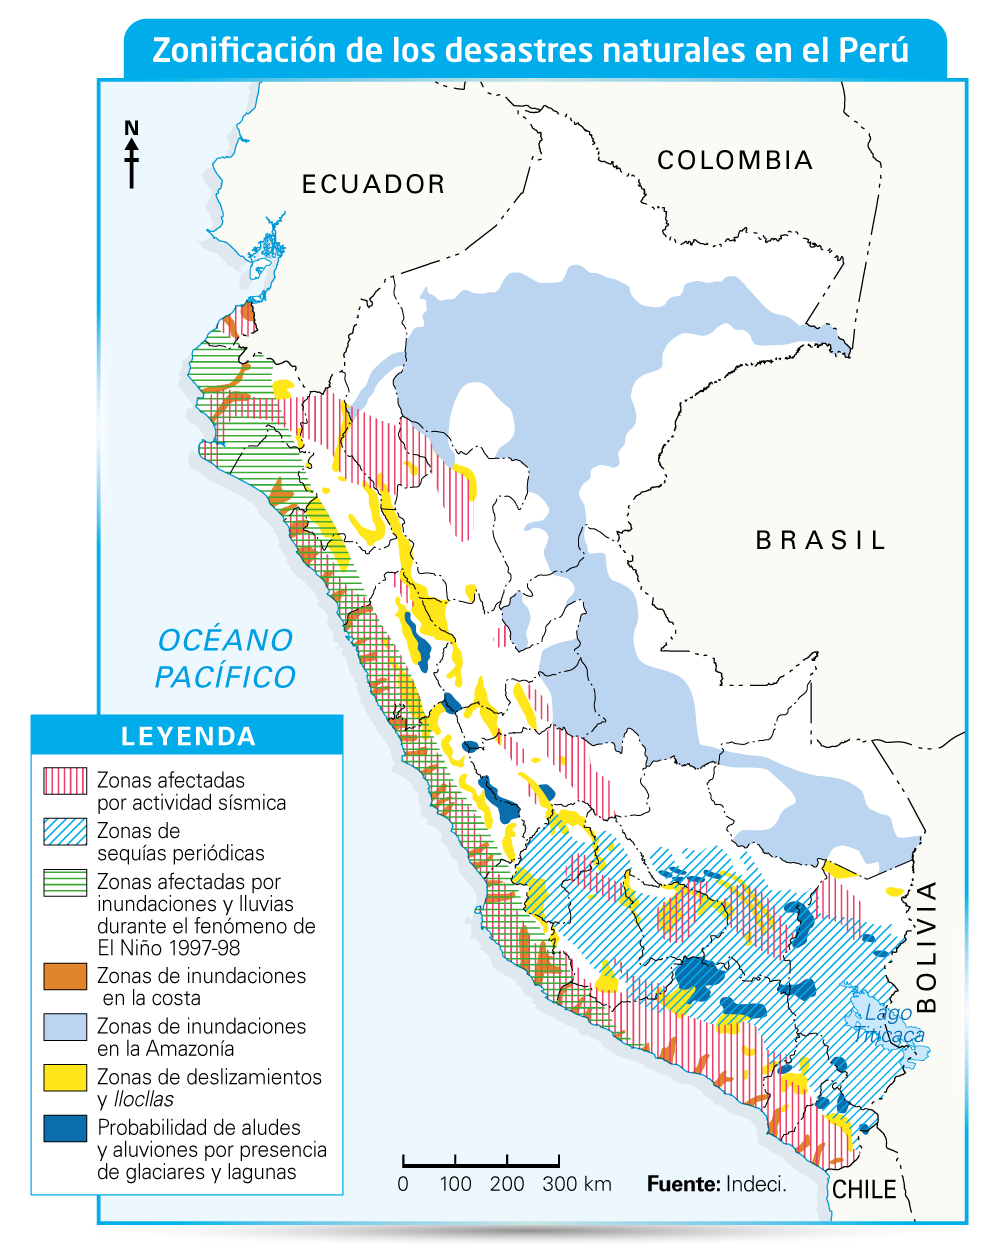 Zonificación de los desastres naturales en el Perú
N
ECUADOR
COLOMBIA
BRASIL
OCÉANO
PACÍFICO
LEYENDA
Zonas afectadas
por actividad sísmica
Zonas de
sequías periódicas
Zonas afectadas por
inundaciones y lluvias
durante el fenómeno de
El Niño 1997-98
Zonas de inundaciones
en la costa
Zonas de inundaciones
en la Amazonía
Zonas de deslizamientos
y llocllas
Probabilidad de aludes
y aluviones por presencia
de glaciares y lagunas
BOLIVIA
Lago
Titicaca
0 100 200 300 km
Fuente: Indeci.
CHILE